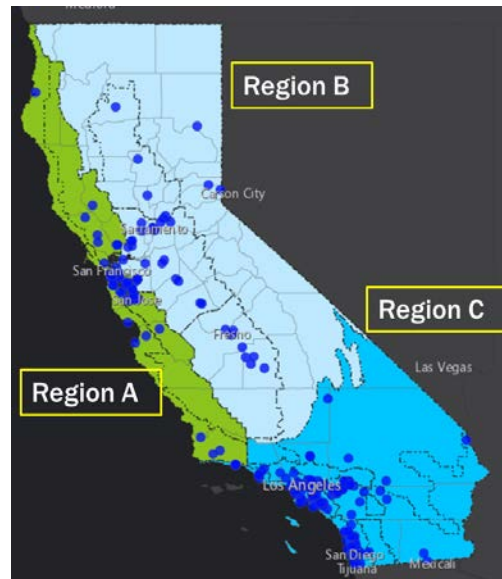 Medford
Region B
Carson City
Sacramento
San Francisco
San Jose
Region C
Fresno
Las Vegas
Region A
Los Angeles
San Diego
Tijuana
Mexicali